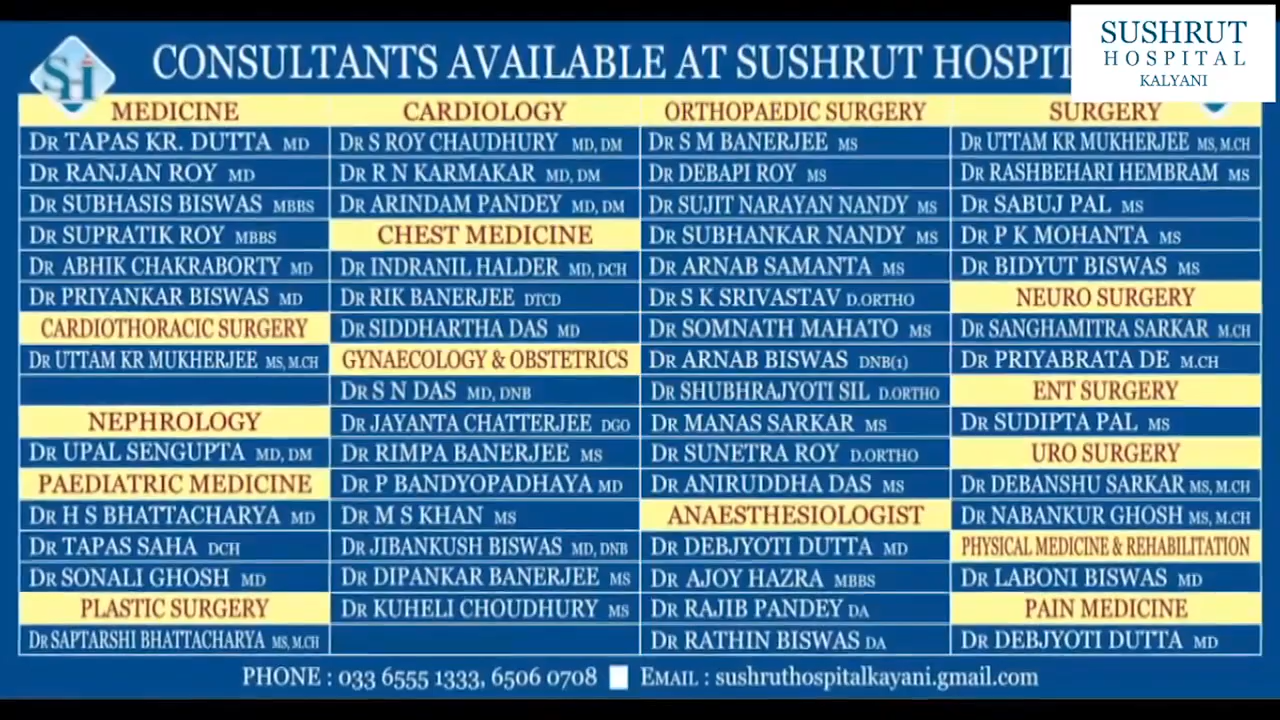 SUSHRUT
HOSPITAL
KALYANI
SHI
CONSULTANTS AVAILABLE AT SUSHRUT
MEDICINE
DR TAPAS KR. DUTTA MD
DR RANJAN ROY MD
DR SUBHASIS BISWAS MBBS
DR SUPRATIK ROY MBBS
DR ABHIK CHAKRABORTY MD
DR PRIYANKAR BISWAS MD
CARDIOTHORACIC SURGERY
DR UTTAM KR MUKHERJEE MS, M.CH
NEPHROLOGY
DR UPAL SENGUPTA MD, DM
PAEDIATRIC MEDICINE
DR H S BHATTACHARYA MD
DR TAPAS SAHA DCH
DR SONALI GHOSH MD
PLASTIC SURGERY
DR SAPTARSHI BHATTACHARYA MS, M.CH
CARDIOLOGY
DR S ROY CHAUDHURY MD, DM
DR R N KARMAKAR MD, DM
DR ARINDAM PANDEY MD, DM
CHEST MEDICINE
DR INDRANIL HALDER MD, DCH
DR RIK BANERJEE DTCD
DR SIDDHARTHA DAS MD
GYNAECOLOGY & OBSTETRICS
DR S N DAS MD, DNB
DR JAYANTA CHATTERJEE DGO
DR RIMPA BANERJEE MS
DR P BANDYOPADHAYA MD
DR M S KHAN MS
DR JIBANKUSH BISWAS MD, DNB
DR DIPANKAR BANERJEE MS
DR KUHELI CHOUDHURY MS
ORTHOPAEDIC SURGERY
DR S M BANERJEE MS
DR DEBAPI ROY MS
DR SUJIT NARAYAN NANDY MS
DR SUBHANKAR NANDY MS
DR ARNAB SAMANTA MS
DR S K SRIVASTAV D.ORTHO
DR SOMNATH MAHATO MS
DR ARNAB BISWAS DNB(1)
DR SHUBHRAJYOTI SIL D.ORTHO
DR MANAS SARKAR MS
DR SUNETRA ROY D.ORTHO
DR ANIRUDDHA DAS MS
ANAESTHESIOLOGIST
DR DEBJYOTI DUTTA MD
DR AJOY HAZRA MBBS
DR RAJIB PANDEY DA
DR RATHIN BISWAS DA
SURGERY
DR UTTAM KR MUKHERJEE MS, M.CH
DR RASHBEHARI HEMBRAM MS
DR SABUJ PAL MS
DR P K MOHANTA MS
DR BIDYUT BISWAS MS
NEURO SURGERY
DR SANGHAMITRA SARKAR M.CH
DR PRIYABRATA DE M.CH
ENT SURGERY
DR SUDIPTA PAL MS
URO SURGERY
DR DEBANSHU SARKAR MS, M.CH
DR NABANKUR GHOSH MS, M.CH
PHYSICAL MEDICINE & REHABILITATION
DR LABONI BISWAS MD
PAIN MEDICINE
DR DEBJYOTI DUTTA MD
PHONE : 033 6555 1333, 6506 0708 EMAIL : sushruthospitalkayani.gmail.com